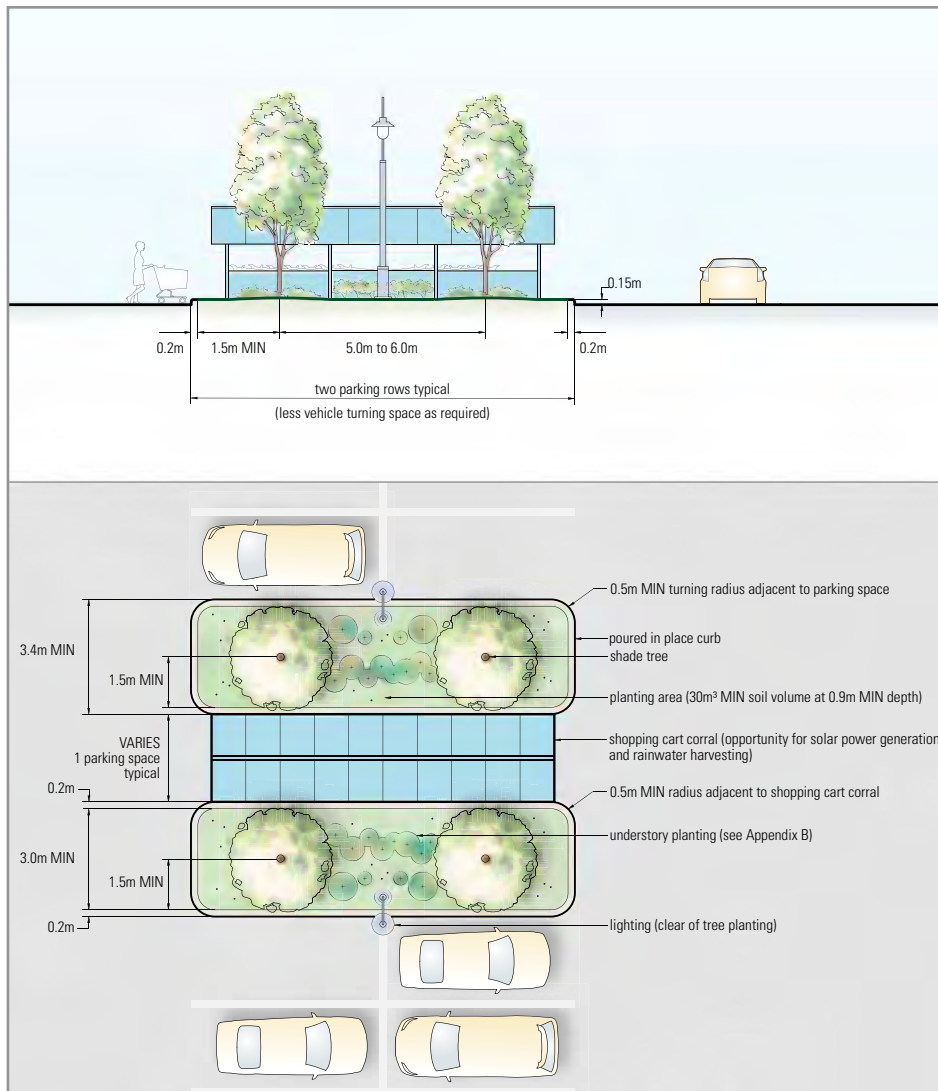 0.15m
0.2m
1.5m MIN
5.0m to 6.0m
0.2m
two parking rows typical
(less vehicle turning space as required)
0.5m MIN turning radius adjacent to parking space
3.4m MIN
poured in place curb
shade tree
1.5m MIN
planting area (30m³ MIN soil volume at 0.9m MIN depth)
VARIES
1 parking space
typical
shopping cart corral (opportunity for solar power generation
and rainwater harvesting)
0.2m
0.5m MIN radius adjacent to shopping cart corral
understory planting (see Appendix B)
3.0m MIN
1.5m MIN
0.2m
lighting (clear of tree planting)